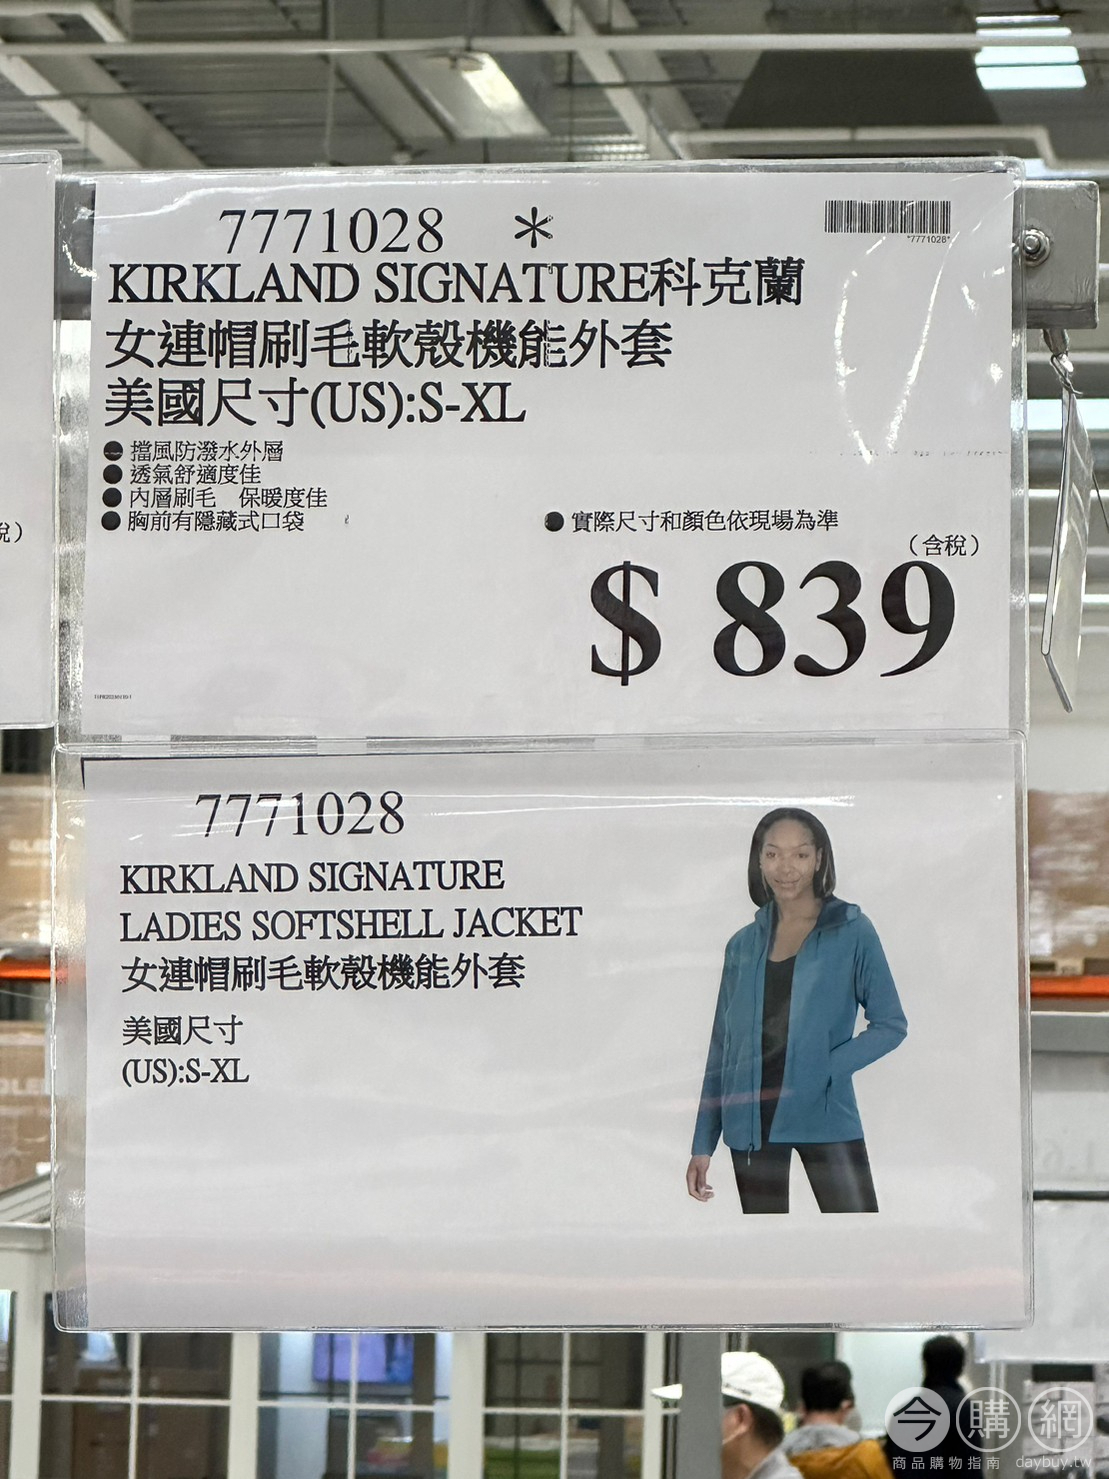 7771028 *
*7771028*
KIRKLAND SIGNATURE科克蘭
女連帽刷毛軟殼機能外套
美國尺寸(US):S-XL
● 擋風防潑水外層
● 透氣舒適度佳
● 內層刷毛 保暖度佳
● 胸前有隱藏式口袋
● 實際尺寸和顏色依現場為準
（含稅）
$ 839
稅）
7771028
KIRKLAND SIGNATURE
LADIES SOFTSHELL JACKET
女連帽刷毛軟殼機能外套
美國尺寸
(US):S-XL
今購網
商品購物指南 daybuy.tw